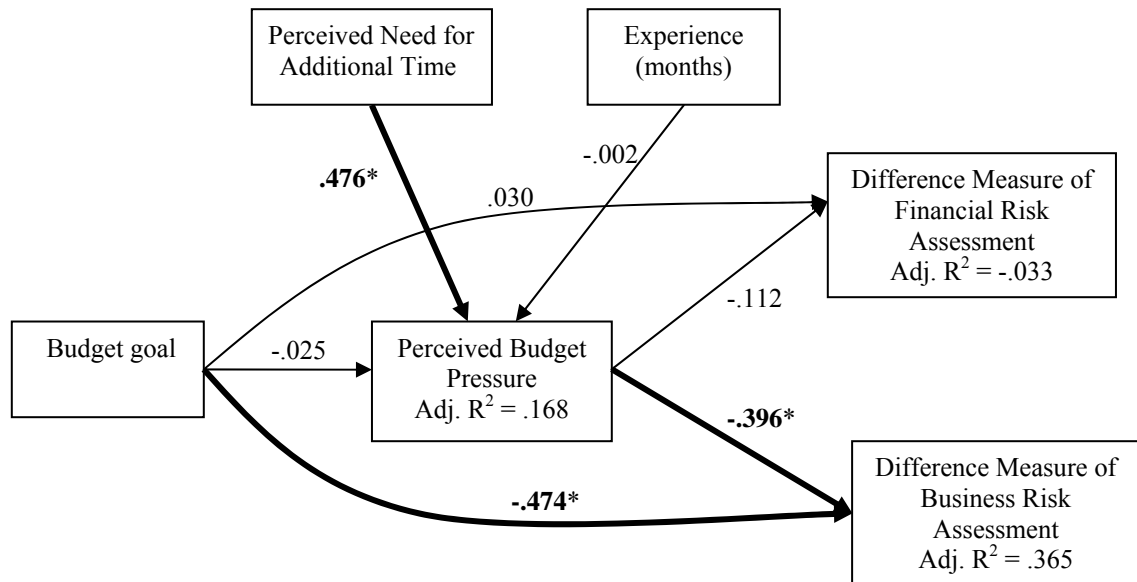 Perceived Need for
Additional Time
Experience
(months)
-.002
.476*
.030
Difference Measure of
Financial Risk
Assessment
Adj. R² = -.033
-.112
Budget goal
-.025
Perceived Budget
Pressure
Adj. R² = .168
-.396*
-.474*
Difference Measure of
Business Risk
Assessment
Adj. R² = .365